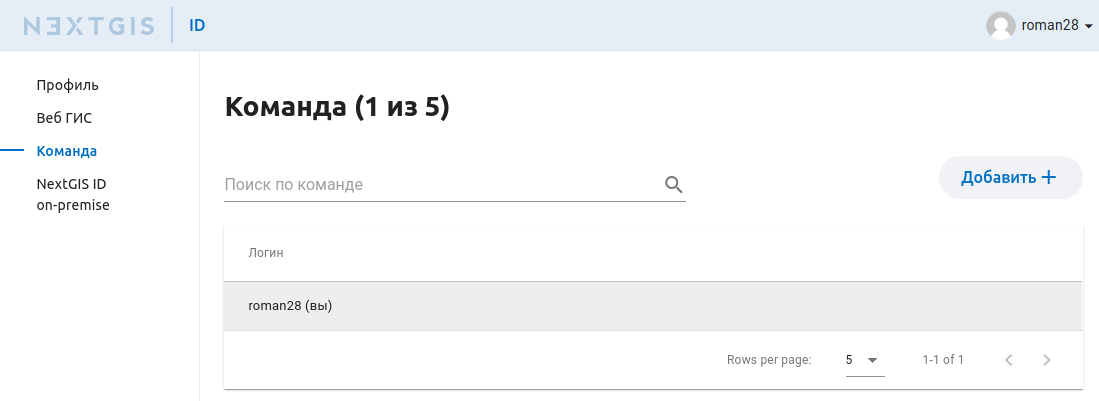 NEXTGIS ID
roman28
Профиль
Веб ГИС
Команда
NextGIS ID
on-premise
Команда (1 из 5)
Поиск по команде
Добавить +
Логин
roman28 (вы)
Rows per page: 5 1-1 of 1